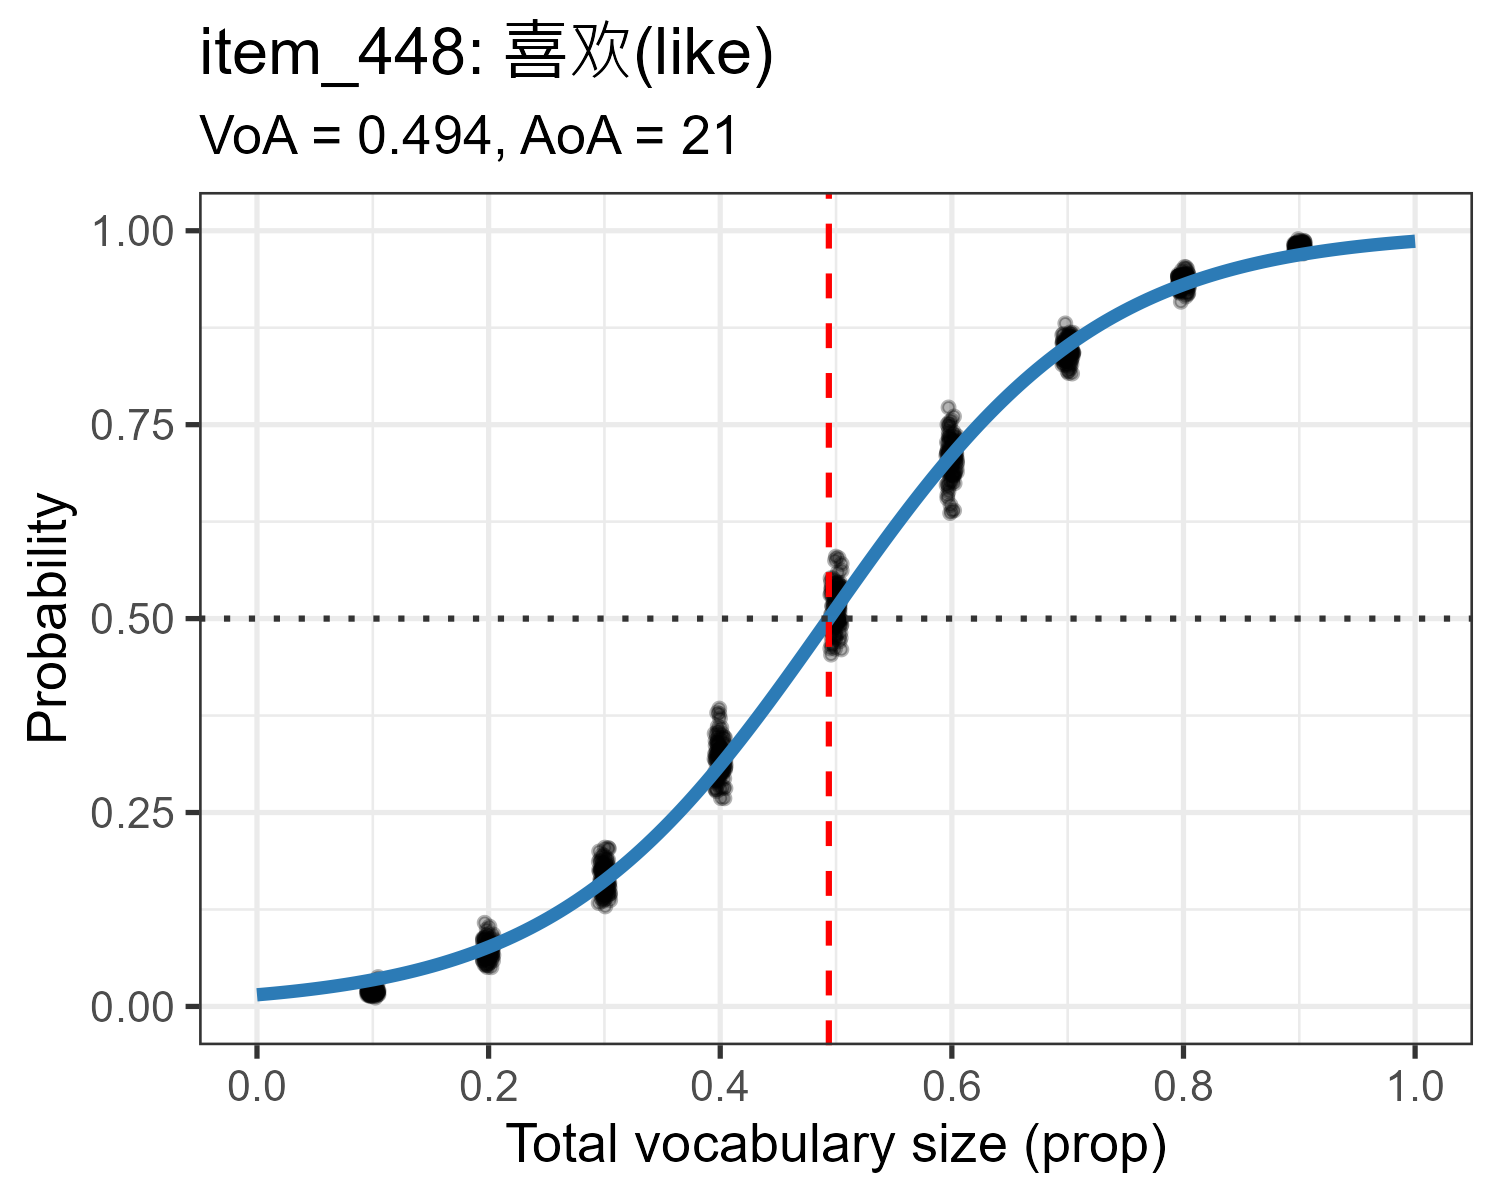 item_448: 喜欢(like)
VoA = 0.494, AoA = 21
1.00
0.75
0.50
0.25
0.00
Probability
0.0 0.2 0.4 0.6 0.8 1.0
Total vocabulary size (prop)